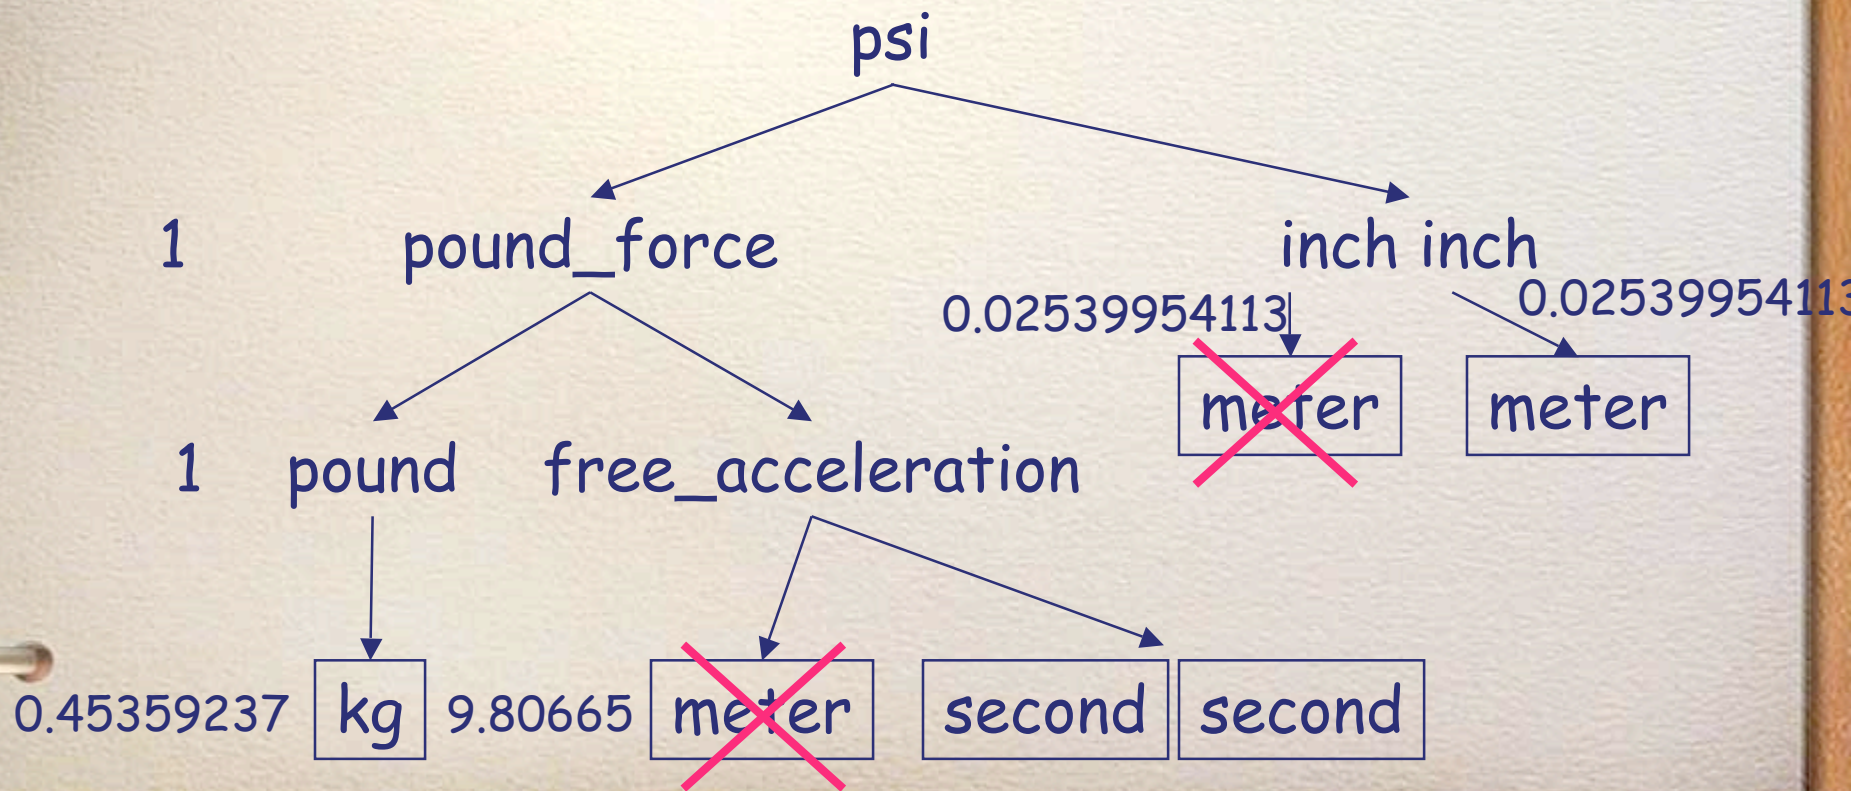 psi
1 pound_force inch inch
0.02539954113 0.02539954113
meter meter
1 pound free_acceleration
0.45359237 kg 9.80665 meter second second